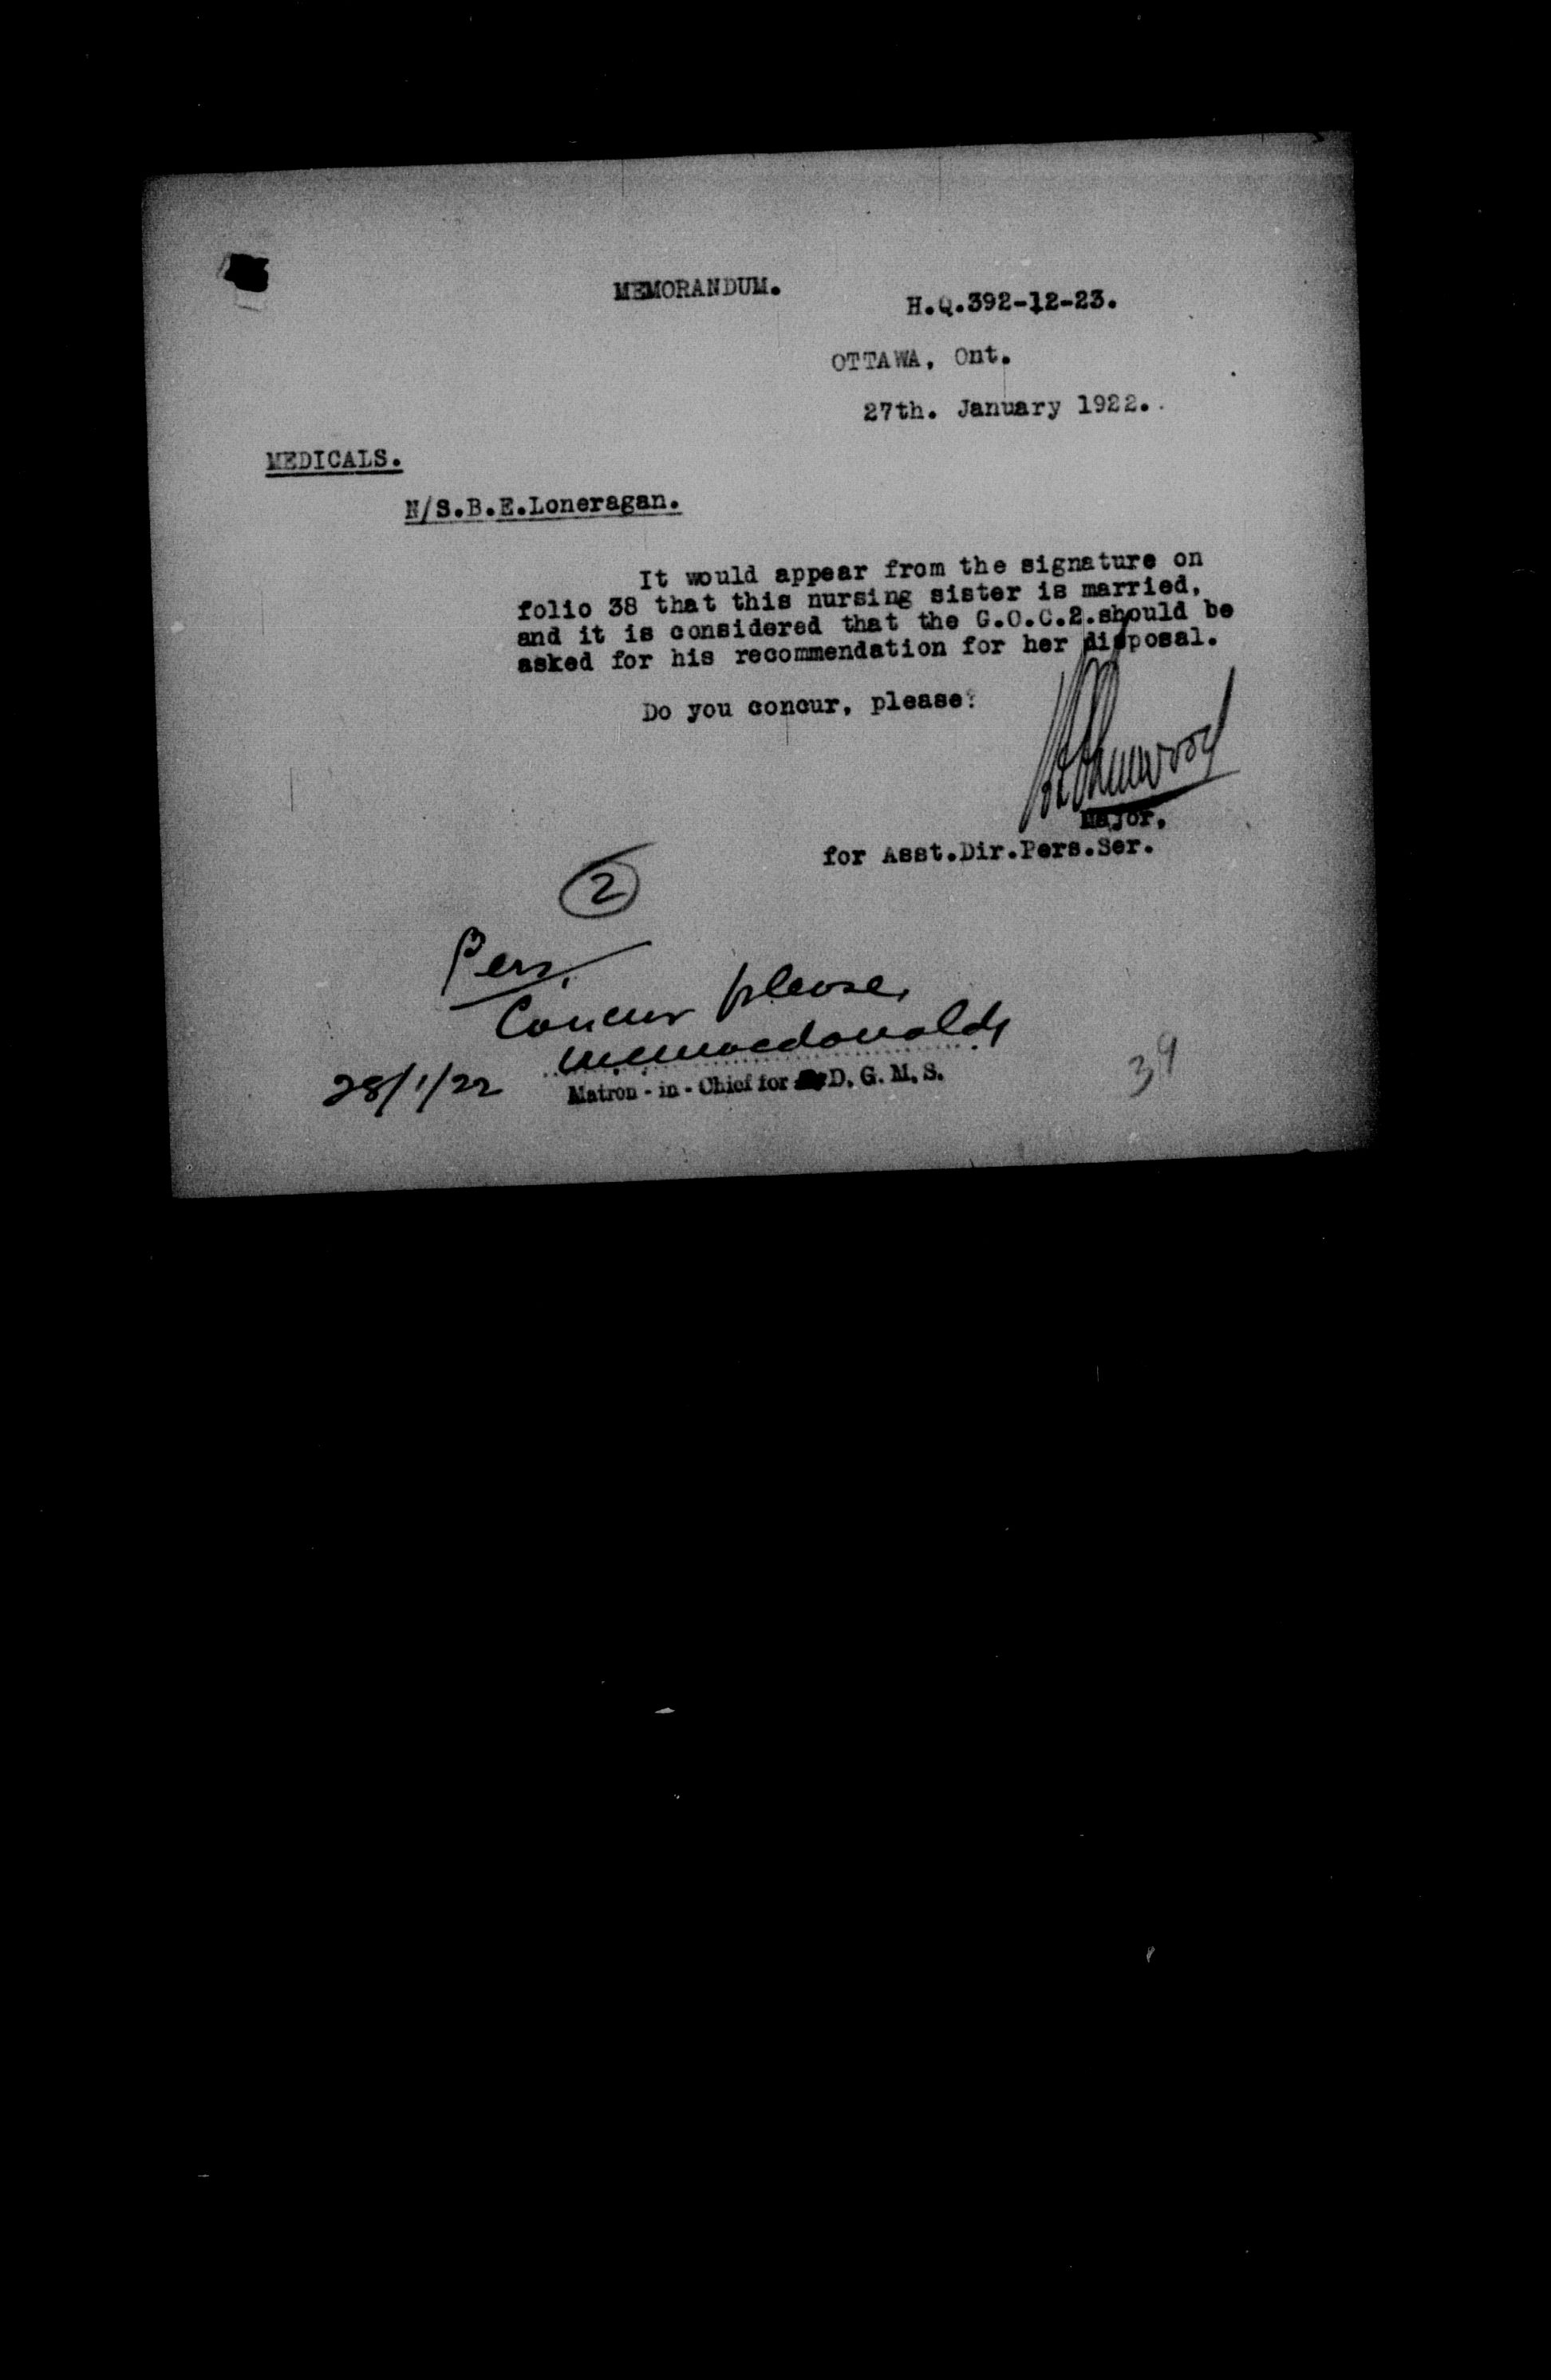 MEMORANDUM.
H.Q.392-12-23.
OTTAWA, Ont.
27th. January 1922.
MEDICALS.
N/S.B.E.Loneragan.
It would appear from the signature on
folio 38 that this nursing sister is married,
and it is considered that the G.O.C.2.should be
asked for his recommendation for her disposal.
Do you concur, please?
Major,
for Asst.Dir.Pers.Ser.
2
Pers.
Concur please,
Macdonald
28/1/22
Matron - in - Chief for D. G. M. S.
39